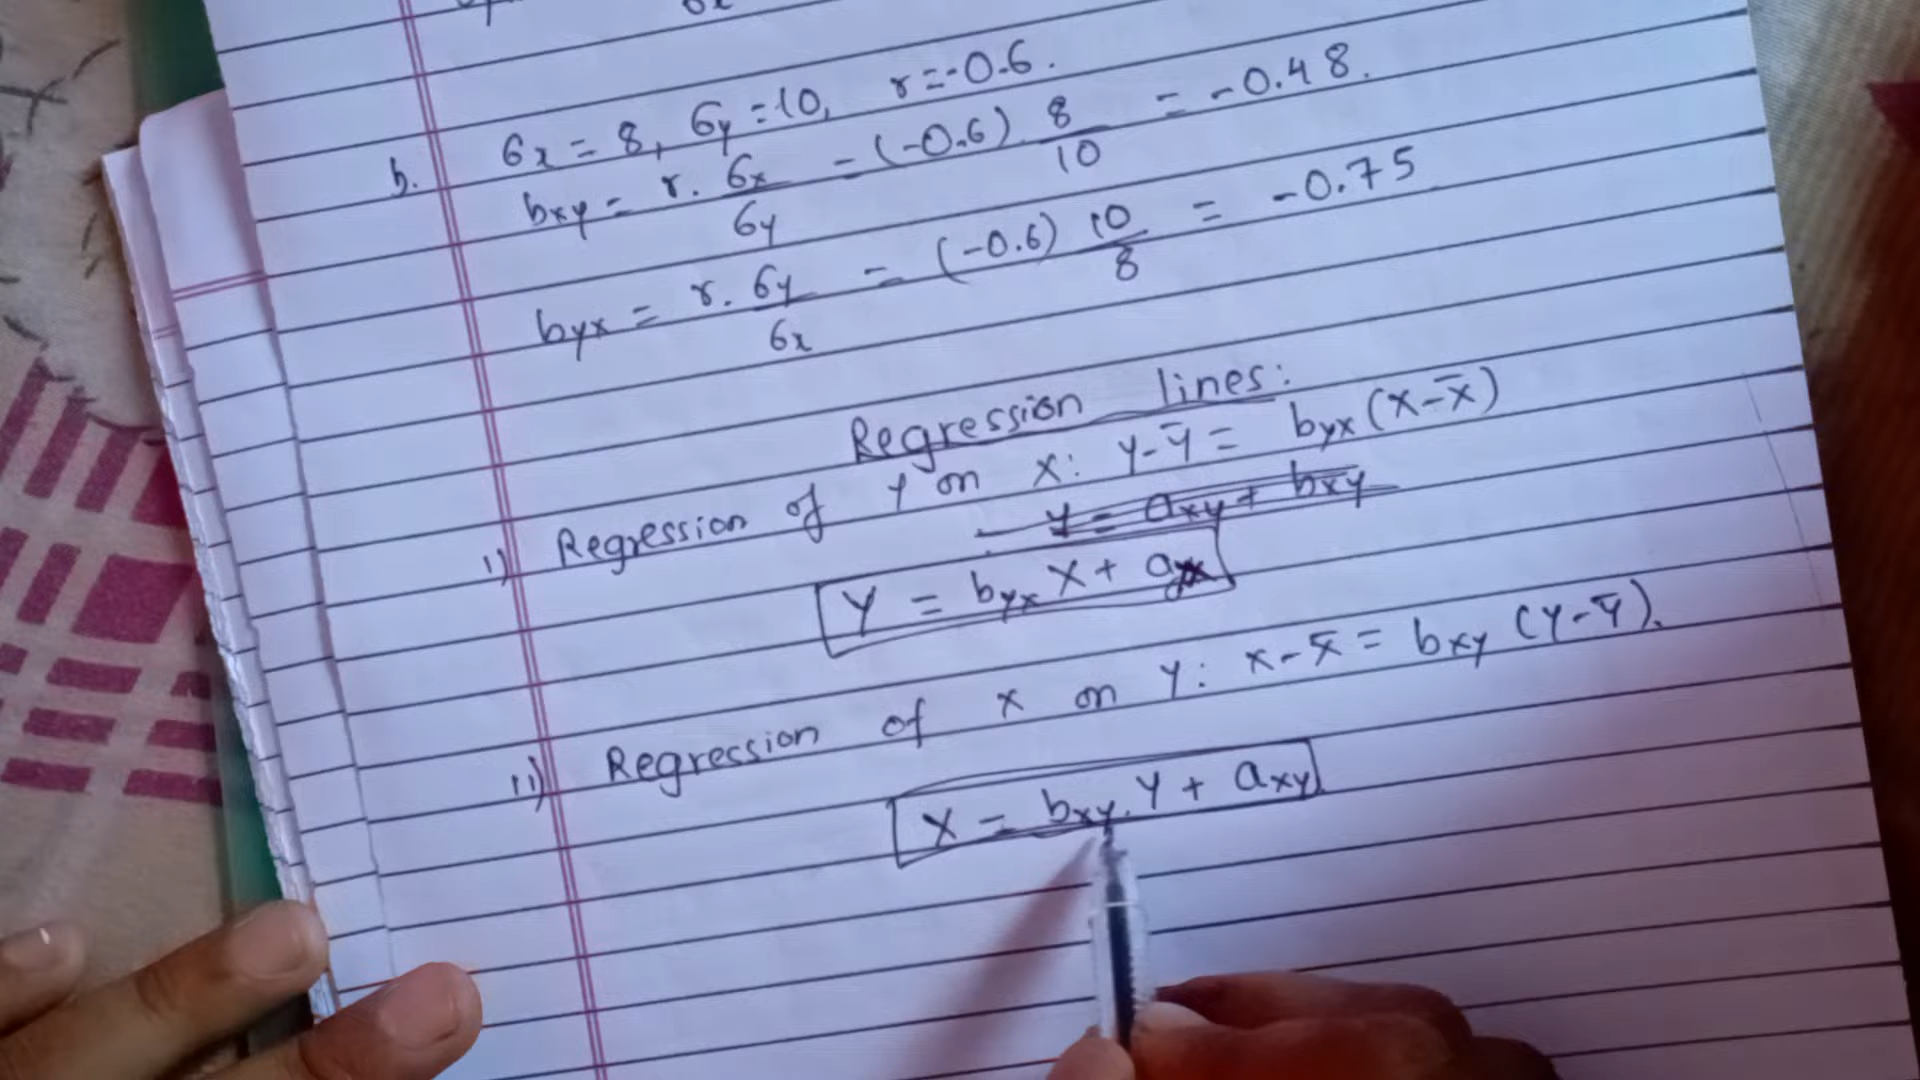 b. σx = 8, σy = 10, r = -0.6.
bxy = r. σx/σy = (-0.6) 8/10 = -0.48.
byx = r. σy/σx = (-0.6) 10/8 = -0.75
Regression lines:
i) Regression of y on x: y-ȳ = byx (x-x̄)
y = axy + bxy
Y = byx X + ayx
ii) Regression of x on y: x-x̄ = bxy (y-ȳ).
X = bxy. Y + axy